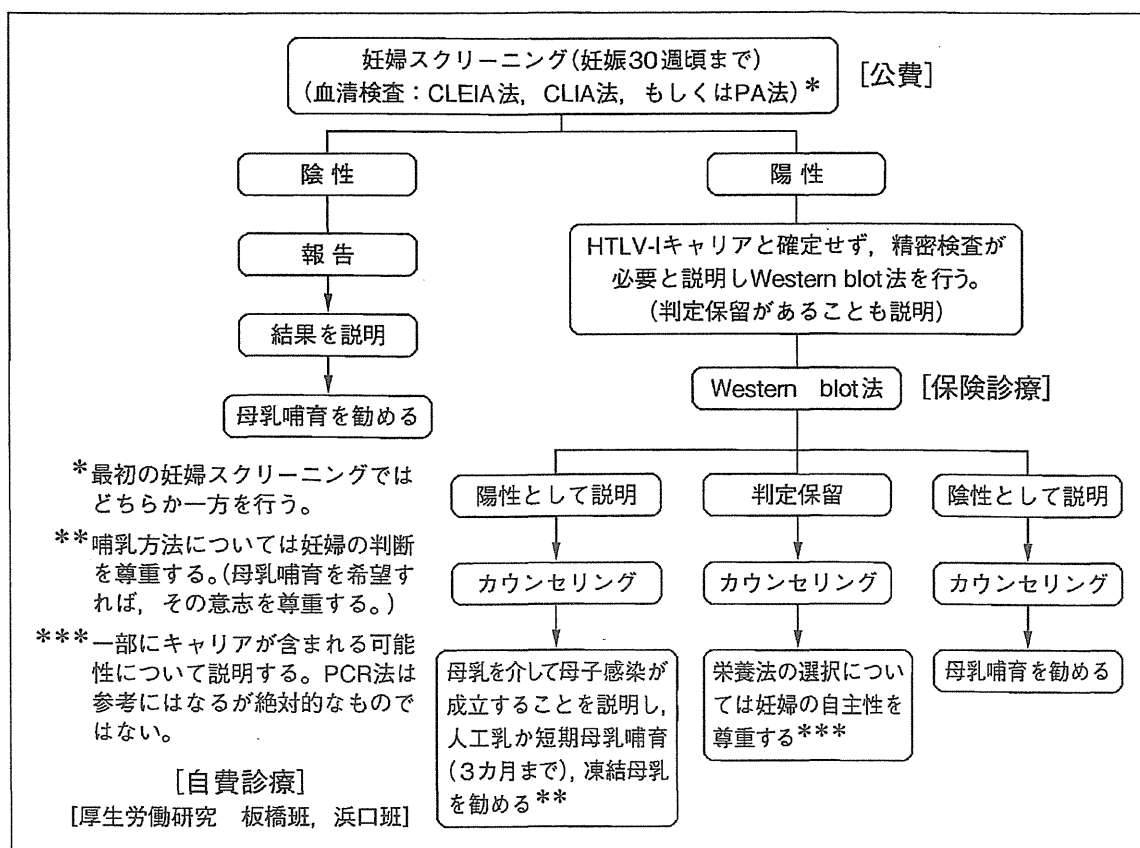 妊婦スクリーニング(妊娠30週頃まで)
(血清検査：CLEIA法，CLIA法，もしくはPA法)*
[公費]
陰 性
陽 性
報 告
HTLV-Iキャリアと確定せず，精密検査が
必要と説明しWestern blot法を行う。
(判定保留があることも説明)
結果を説明
Western blot法
[保険診療]
母乳哺育を勧める
*最初の妊婦スクリーニングでは
どちらか一方を行う。
**哺乳方法については妊婦の判断
を尊重する。(母乳哺育を希望す
れば，その意志を尊重する。)
***一部にキャリアが含まれる可能
性について説明する。PCR法は
参考にはなるが絶対的なもので
はない。
[自費診療]
[厚生労働研究　板橋班，浜口班]
陽性として説明
判定保留
陰性として説明
カウンセリング
カウンセリング
カウンセリング
母乳を介して母子感染が
成立することを説明し，
人工乳か短期母乳哺育
(3カ月まで)，凍結母乳
を勧める**
栄養法の選択につい
ては妊婦の自主性を
尊重する***
母乳哺育を勧める